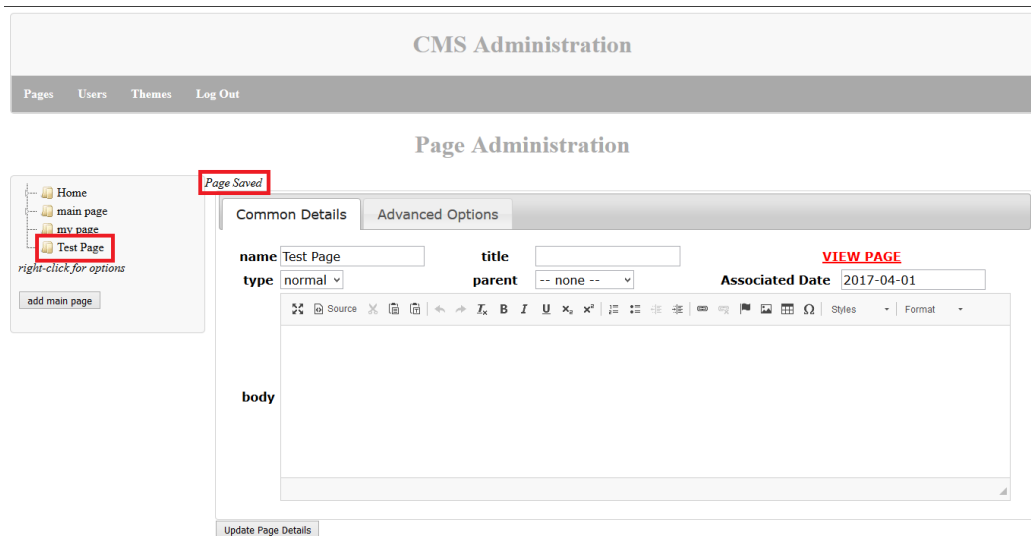 CMS Administration
Pages Users Themes Log Out
Page Administration
Home
main page
my page
Test Page
right-click for options
add main page
Page Saved
Common Details Advanced Options
name Test Page title VIEW PAGE
type normal parent -- none -- Associated Date 2017-04-01
Source Styles Format
body
Update Page Details